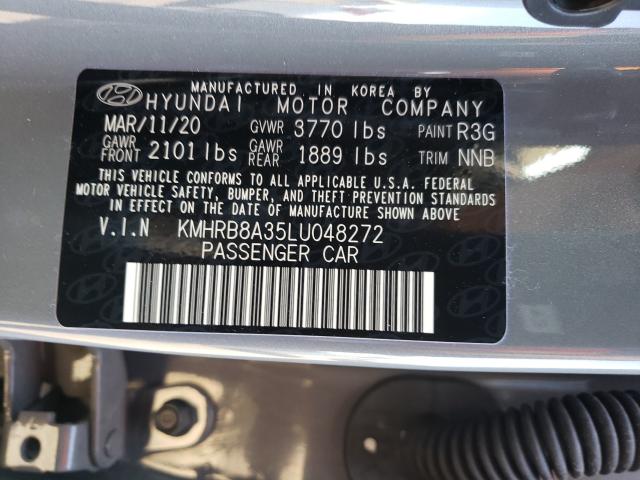 MANUFACTURED IN KOREA BY
HYUNDAI MOTOR COMPANY
MAR/11/20 GVWR 3770 lbs PAINT R3G
GAWR FRONT 2101 lbs GAWR REAR 1889 lbs TRIM NNB
THIS VEHICLE CONFORMS TO ALL APPLICABLE U.S.A. FEDERAL
MOTOR VEHICLE SAFETY, BUMPER, AND THEFT PREVENTION STANDARDS
IN EFFECT ON THE DATE OF MANUFACTURE SHOWN ABOVE.
V.I.N KMHRB8A35LU048272
PASSENGER CAR